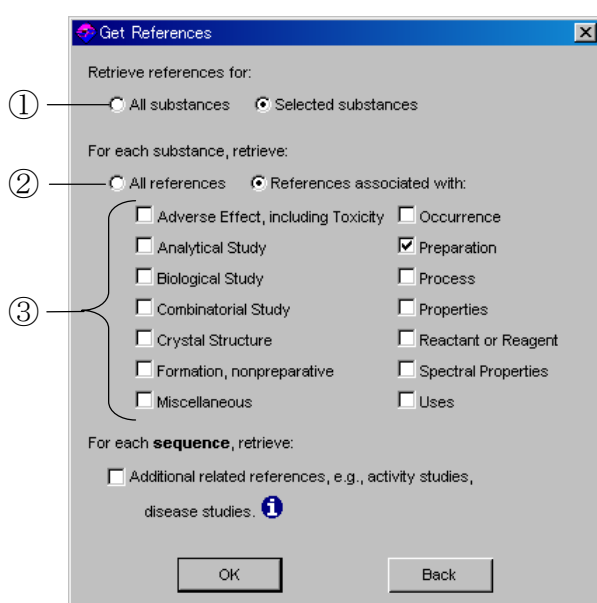 Get References
Retrieve references for:
① All substances Selected substances
For each substance, retrieve:
② All references References associated with:
Adverse Effect, including Toxicity Occurrence
Analytical Study Preparation
Biological Study Process
③ Combinatorial Study Properties
Crystal Structure Reactant or Reagent
Formation, nonpreparative Spectral Properties
Miscellaneous Uses
For each sequence, retrieve:
Additional related references, e.g., activity studies,
disease studies.
OK Back